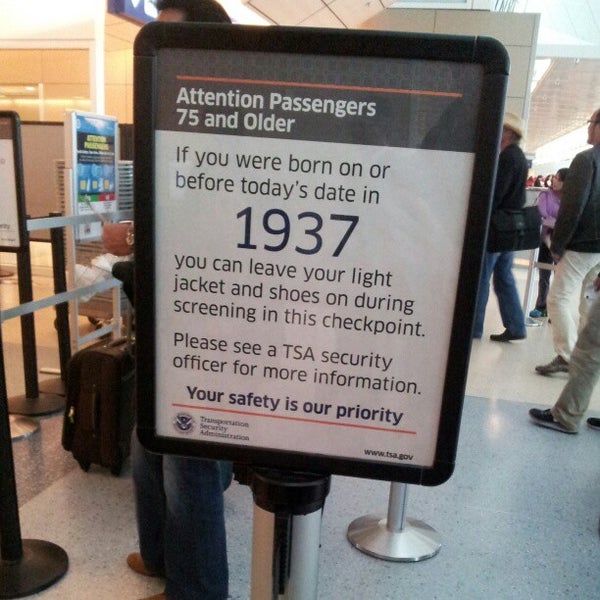 Attention Passengers
75 and Older
If you were born on or
before today's date in
1937
you can leave your light
jacket and shoes on during
screening in this checkpoint.
Please see a TSA security
officer for more information.
Your safety is our priority
Transportation
Security
Administration
www.tsa.gov
ATTENTION
PASSENGERS